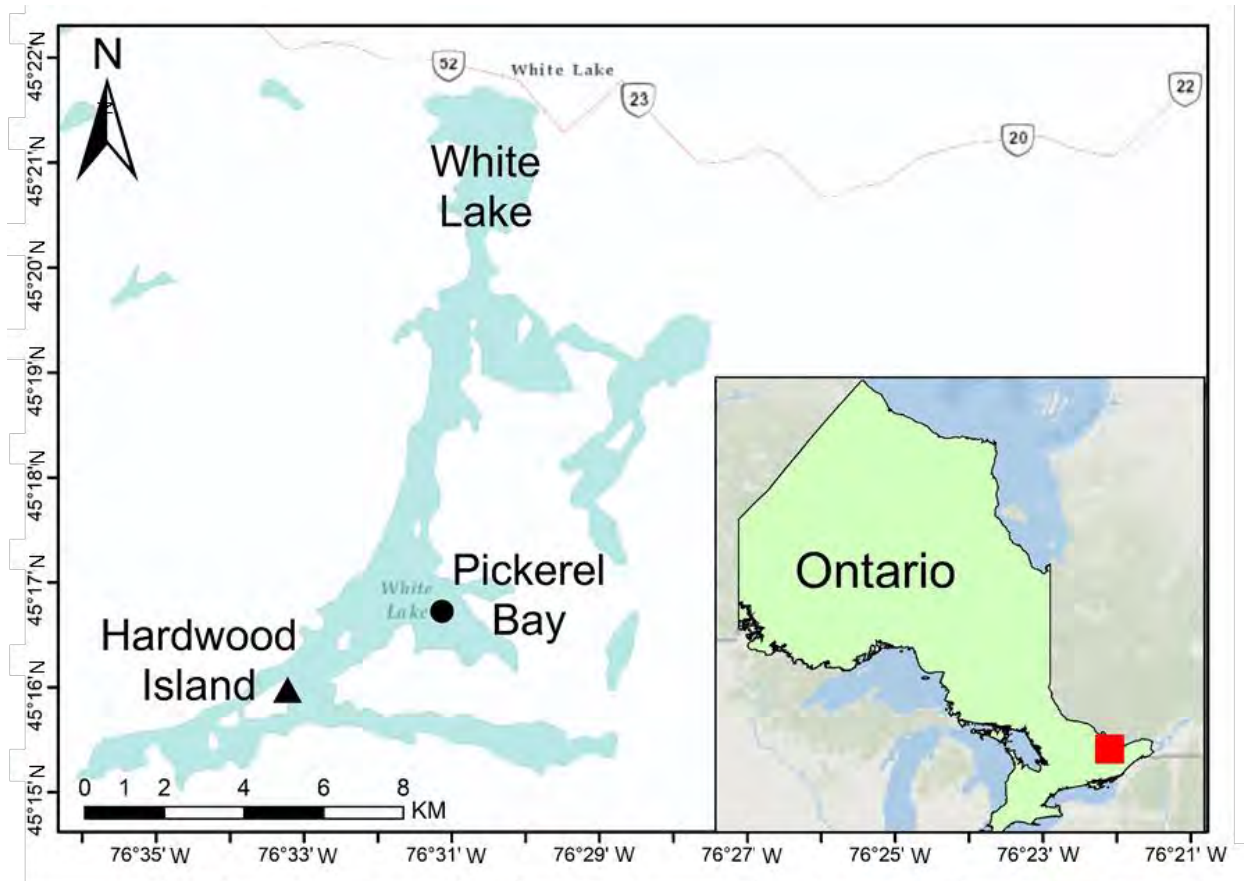 N
52
White Lake
23
22
20
White
Lake
White
Lake
Pickerel
Bay
Hardwood
Island
Ontario
0 1 2 4 6 8
KM
45°22'N
45°21'N
45°20'N
45°19'N
45°18'N
45°17'N
45°16'N
45°15'N
76°35' W 76°33' W 76°31' W 76°29' W 76°27' W 76°25' W 76°23' W 76°21' W